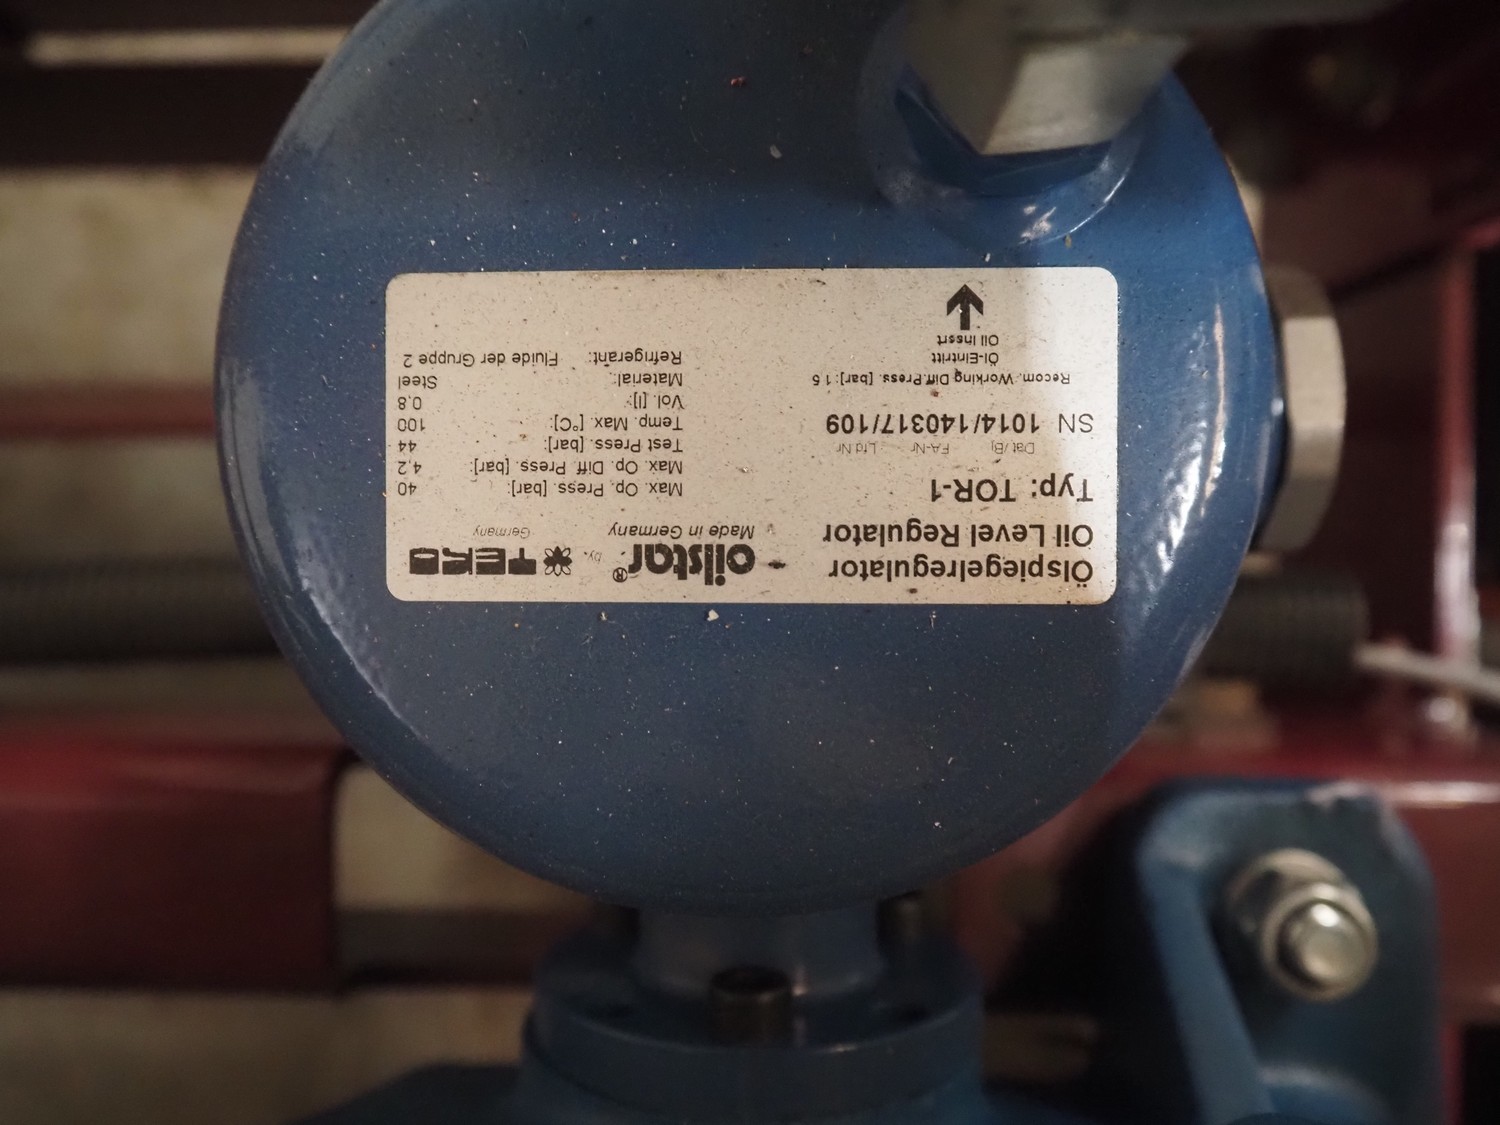 Ölspiegelregulator
Oil Level Regulator
Typ: TOR-1
Dat/Bj FA-Nr Lfd Nr
SN 1014/140317/109
Recom. Working Diff.Press. [bar]: 1.5
Öl-Eintritt
Oil Insert
oilstar® by. TEKO
Made in Germany Germany
Max. Op. Press. [bar]: 40
Max. Op. Diff. Press. [bar]: 4,2
Test Press. [bar]: 44
Temp. Max. [°C]: 100
Vol. [l]: 0,8
Material: Steel
Refrigerant: Fluide der Gruppe 2